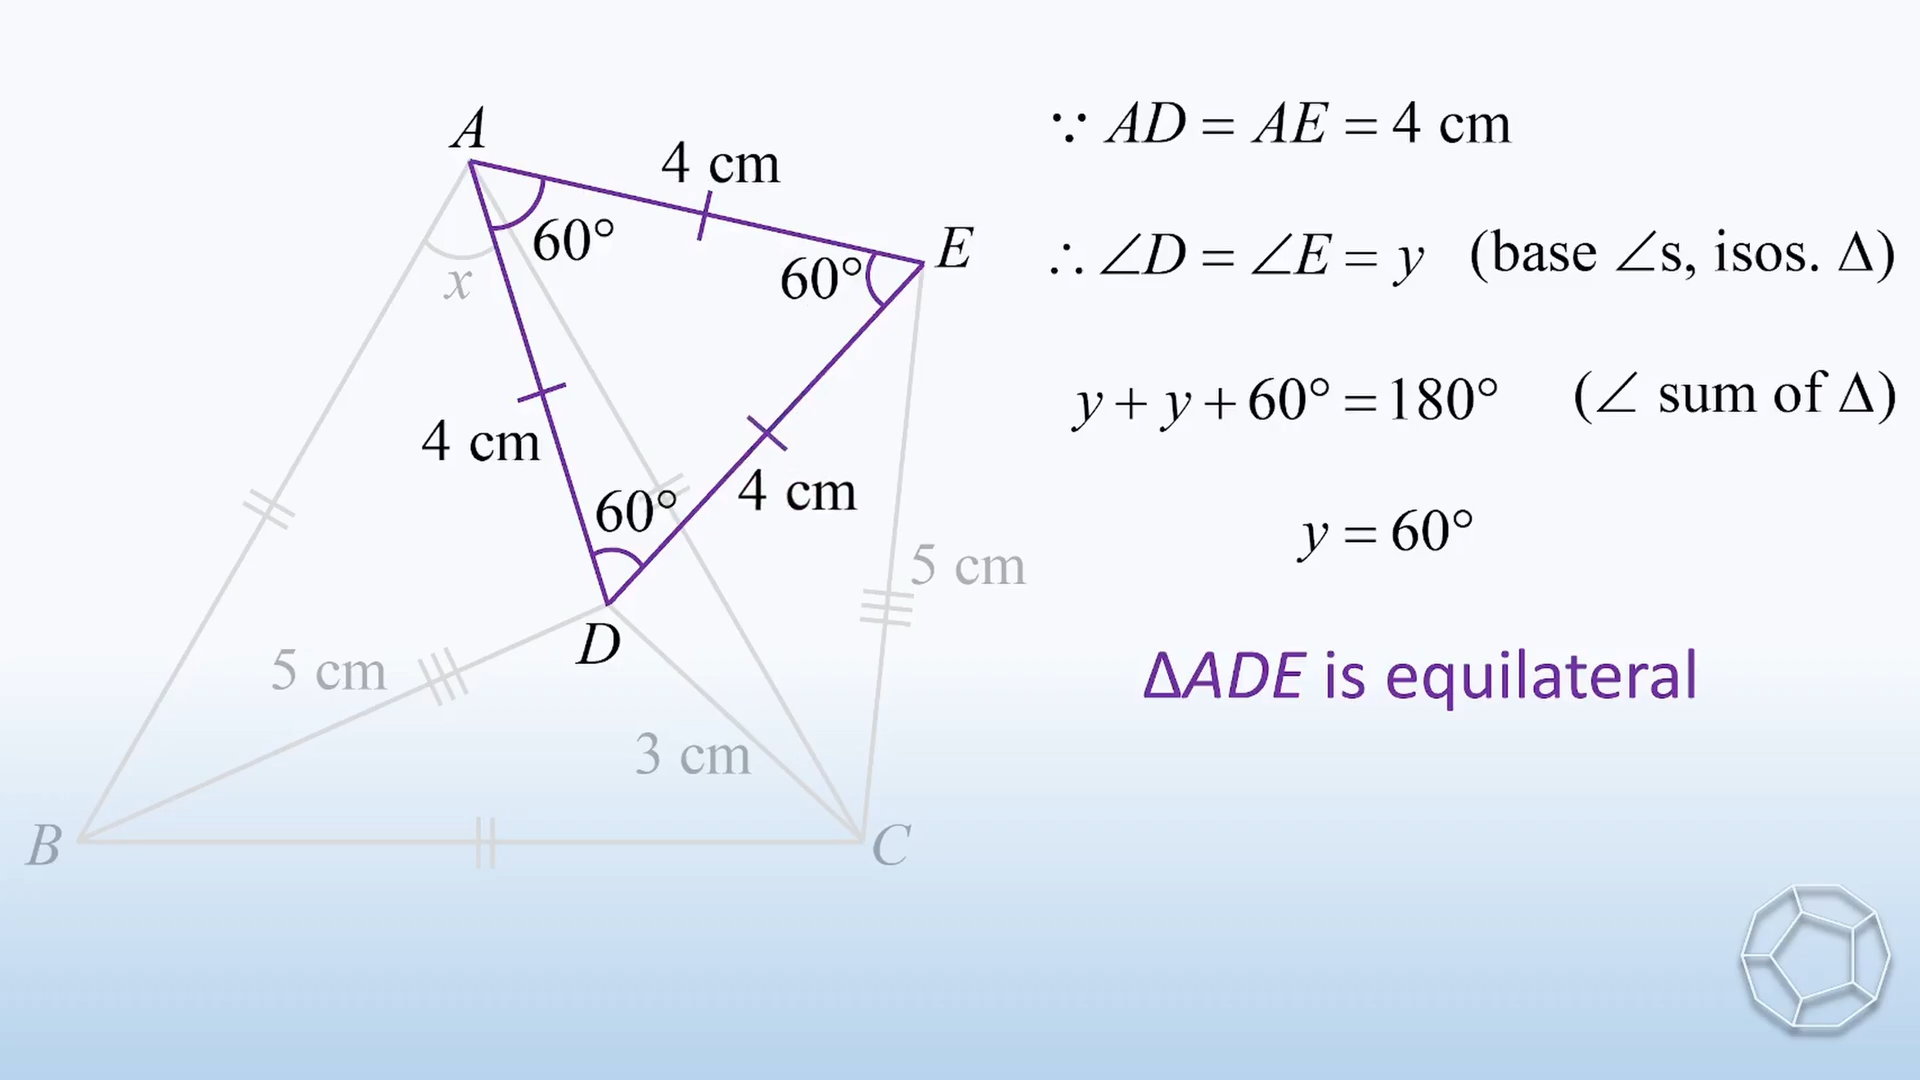 A
4 cm
60°
E
60°
x
4 cm
60°
4 cm
D
5 cm
5 cm
3 cm
B
C
∵ AD = AE = 4 cm
∴ ∠D = ∠E = y (base ∠s, isos. Δ)
y + y + 60° = 180° (∠ sum of Δ)
y = 60°
ΔADE is equilateral